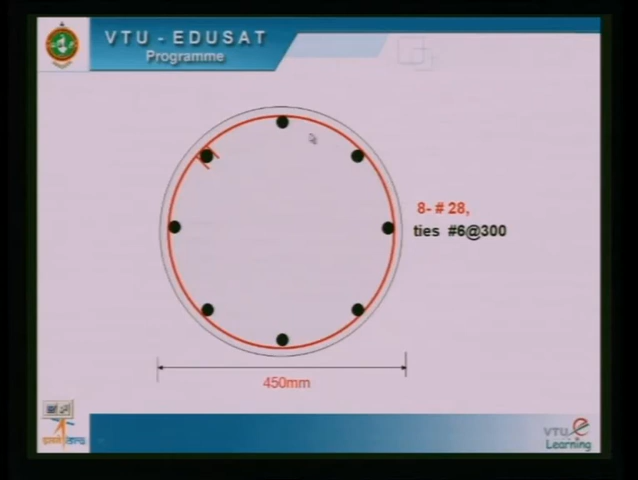 VTU - EDUSAT
Programme
8- # 28,
ties #6@300
450mm
VTU e
Learning